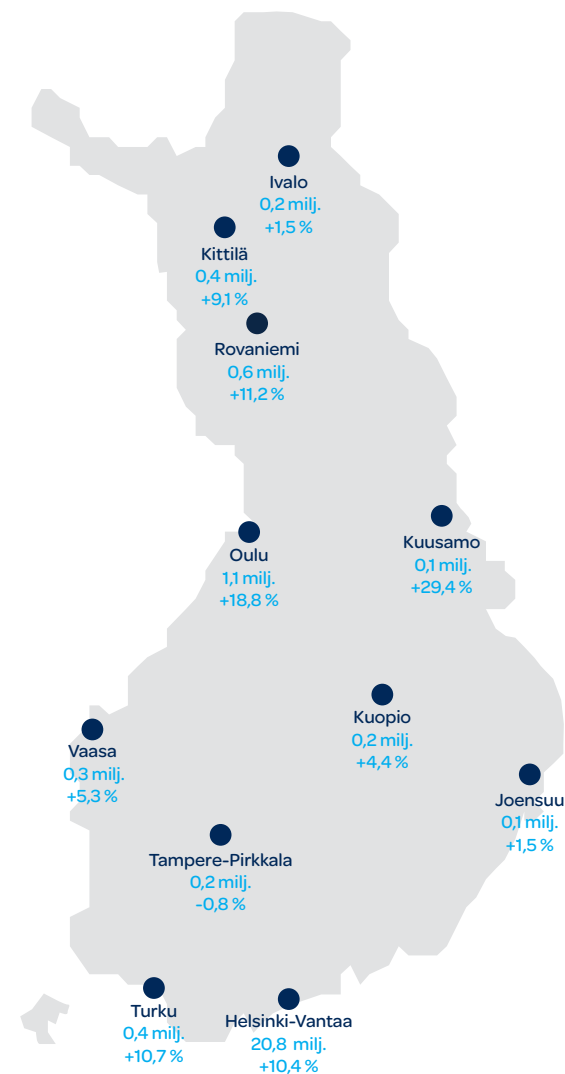 Ivalo
0,2 milj.
+1,5 %
Kittilä
0,4 milj.
+9,1 %
Rovaniemi
0,6 milj.
+11,2 %
Kuusamo
0,1 milj.
+29,4 %
Oulu
1,1 milj.
+18,8 %
Kuopio
0,2 milj.
+4,4 %
Vaasa
0,3 milj.
+5,3 %
Joensuu
0,1 milj.
+1,5 %
Tampere-Pirkkala
0,2 milj.
-0,8 %
Turku
0,4 milj.
+10,7 %
Helsinki-Vantaa
20,8 milj.
+10,4 %